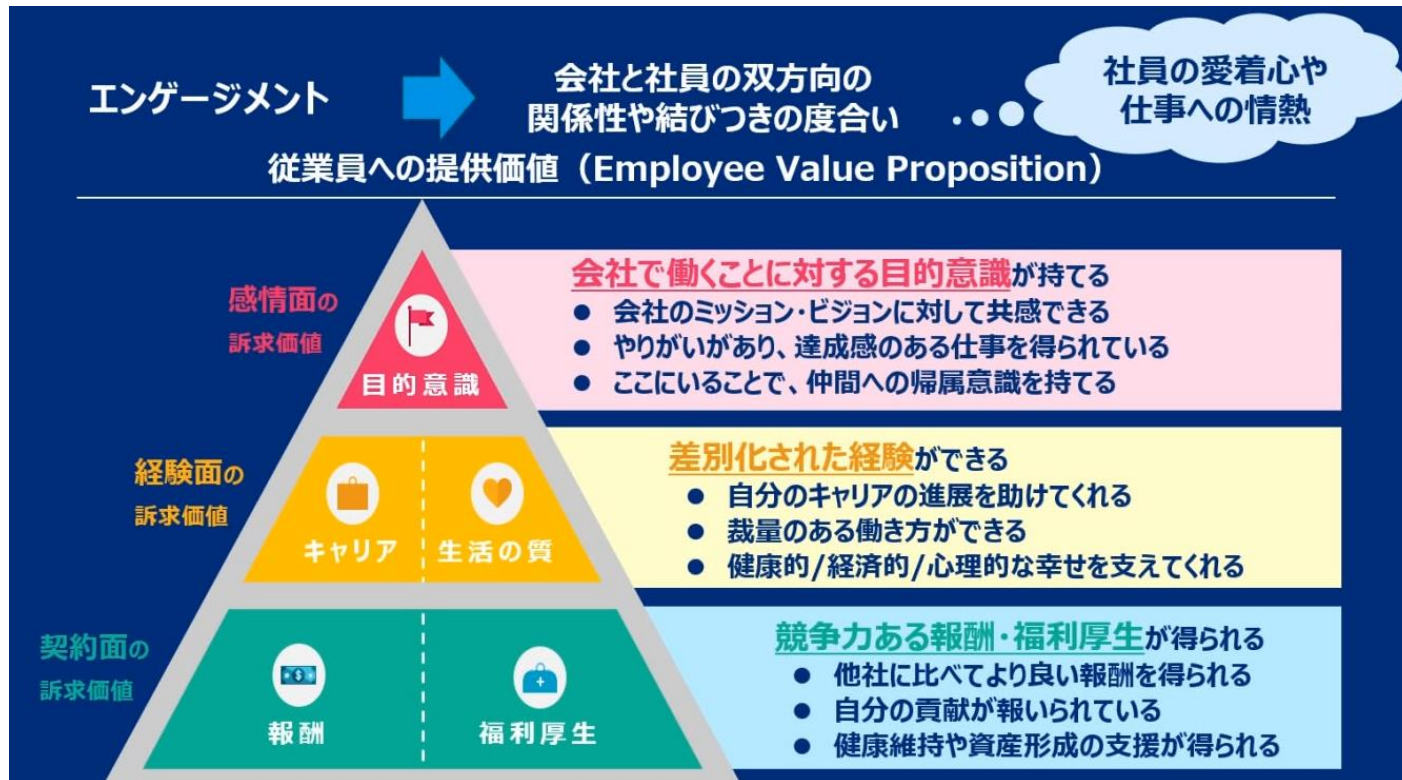 エンゲージメント
会社と社員の双方向の
関係性や結びつきの度合い
社員の愛着心や
仕事への情熱
従業員への提供価値（Employee Value Proposition）
感情面の
訴求価値
目的意識
会社で働くことに対する目的意識が持てる
● 会社のミッション・ビジョンに対して共感できる
● やりがいがあり、達成感のある仕事を得られている
● ここにいることで、仲間への帰属意識を持てる
経験面の
訴求価値
キャリア
生活の質
差別化された経験ができる
● 自分のキャリアの進展を助けてくれる
● 裁量のある働き方ができる
● 健康的/経済的/心理的な幸せを支えてくれる
契約面の
訴求価値
報酬
福利厚生
競争力ある報酬・福利厚生が得られる
● 他社に比べてより良い報酬を得られる
● 自分の貢献が報いられている
● 健康維持や資産形成の支援が得られる